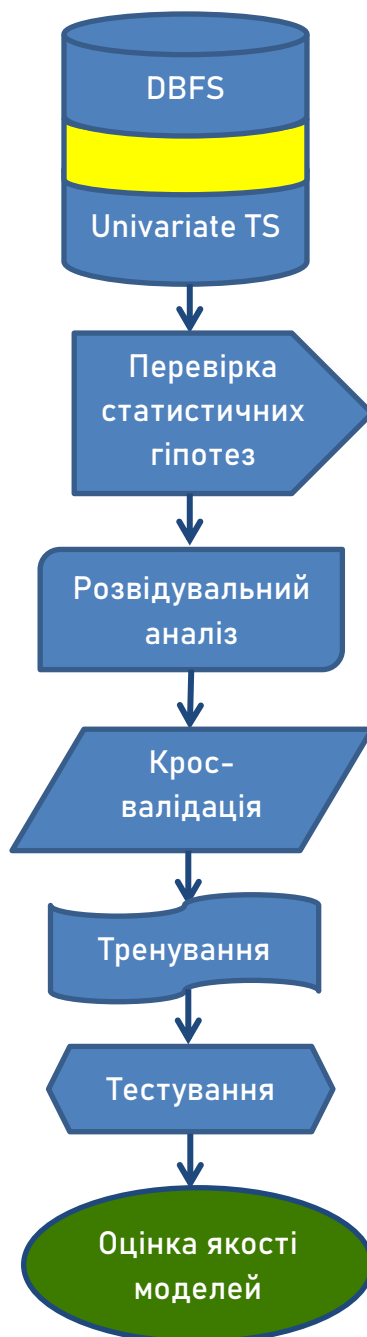 DBFS
Univariate TS
Перевірка
статистичних
гіпотез
Розвідувальний
аналіз
Крос-
валідація
Тренування
Тестування
Оцінка якості
моделей